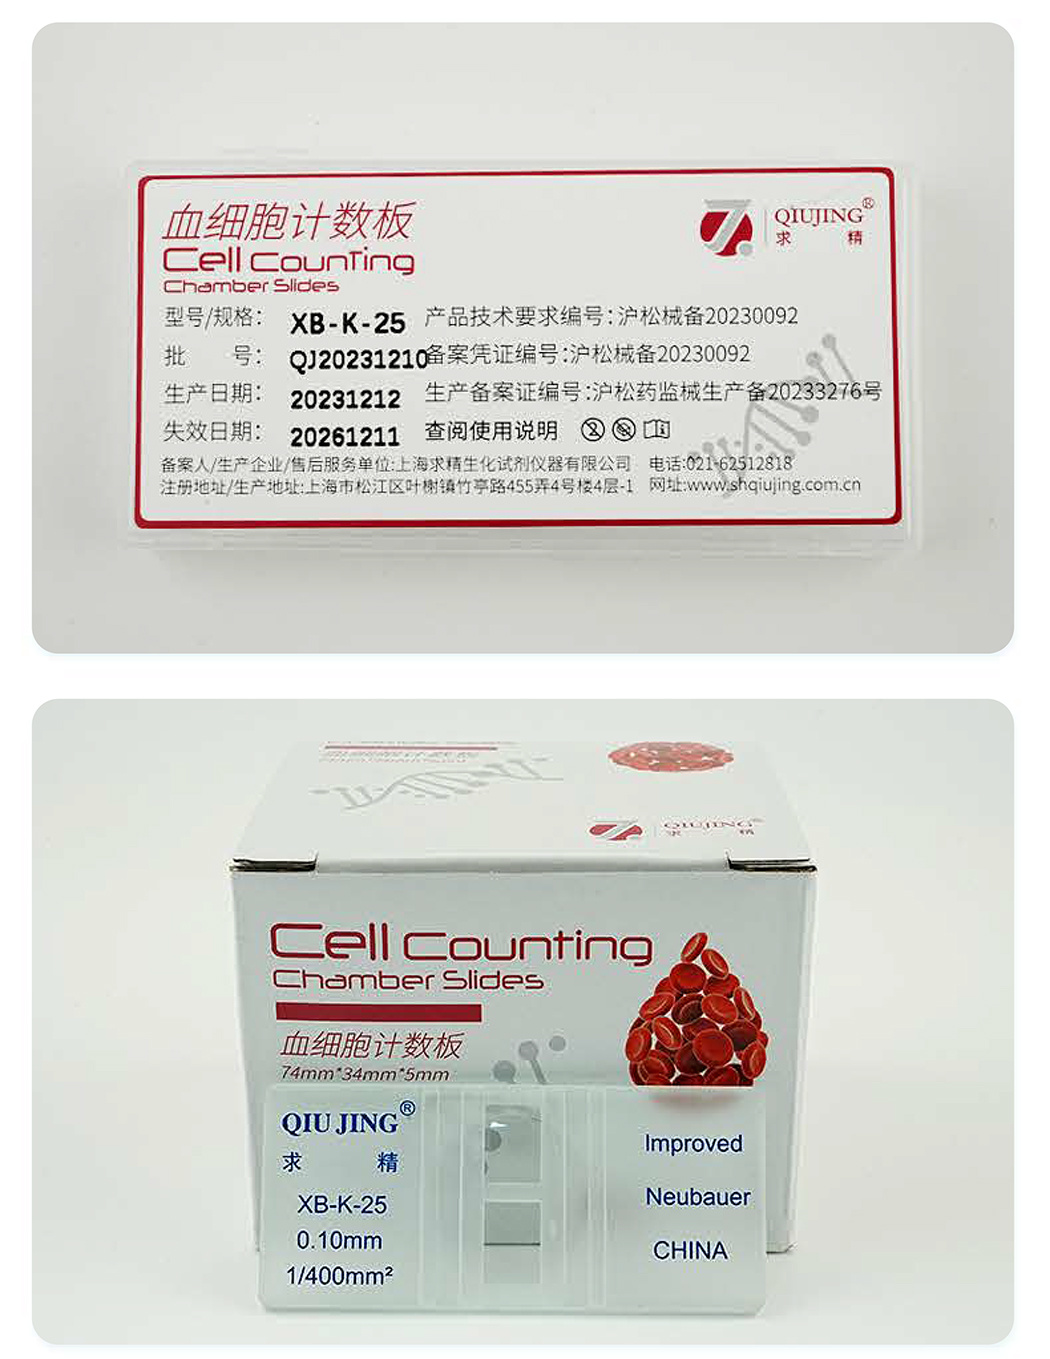 血细胞计数板
Cell Counting
Chamber Slides
QIUJING®
求 精
型号/规格: XB-K-25 产品技术要求编号:沪松械备20230092
批 号: QJ20231210 备案凭证编号:沪松械备20230092
生产日期: 20231212 生产备案证编号:沪松药监械生产备20233276号
失效日期: 20261211 查阅使用说明
备案人/生产企业/售后服务单位:上海求精生化试剂仪器有限公司 电话:021-62512818
注册地址/生产地址:上海市松江区叶榭镇竹亭路455弄4号楼4层-1 网址:www.shqiujing.com.cn
血细胞计数板
QIUJING®
求 精
Cell Counting
Chamber Slides
血细胞计数板
74mm*34mm*5mm
QIU JING®
求 精
XB-K-25
0.10mm
1/400mm²
Improved
Neubauer
CHINA